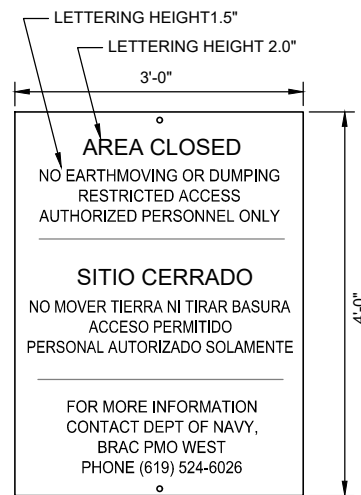 LETTERING HEIGHT1.5"
LETTERING HEIGHT 2.0"
3'-0"
AREA CLOSED
NO EARTHMOVING OR DUMPING
RESTRICTED ACCESS
AUTHORIZED PERSONNEL ONLY
SITIO CERRADO
NO MOVER TIERRA NI TIRAR BASURA
ACCESO PERMITIDO
PERSONAL AUTORIZADO SOLAMENTE
4'-0"
FOR MORE INFORMATION
CONTACT DEPT OF NAVY,
BRAC PMO WEST
PHONE (619) 524-6026